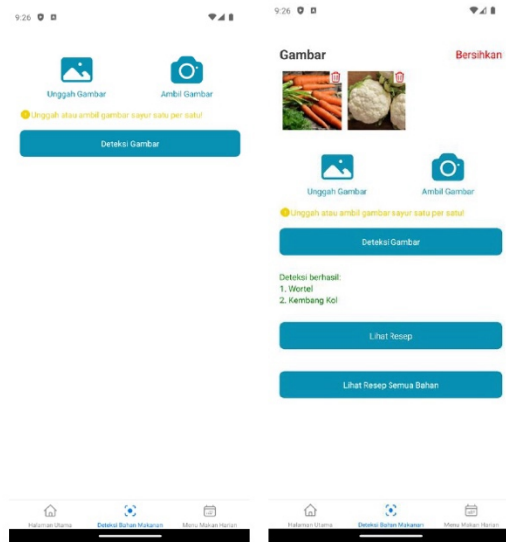 9:26
Unggah Gambar
Ambil Gambar
Unggah atau ambil gambar sayur satu per satu!
Deteksi Gambar
Halaman Utama
Deteksi Bahan Makanan
Menu Makan Harian
9:26
Gambar
Bersihkan
Unggah Gambar
Ambil Gambar
Unggah atau ambil gambar sayur satu per satu!
Deteksi Gambar
Deteksi berhasil:
1. Wortel
2. Kembang Kol
Lihat Resep
Lihat Resep Semua Bahan
Halaman Utama
Deteksi Bahan Makanan
Menu Makan Harian